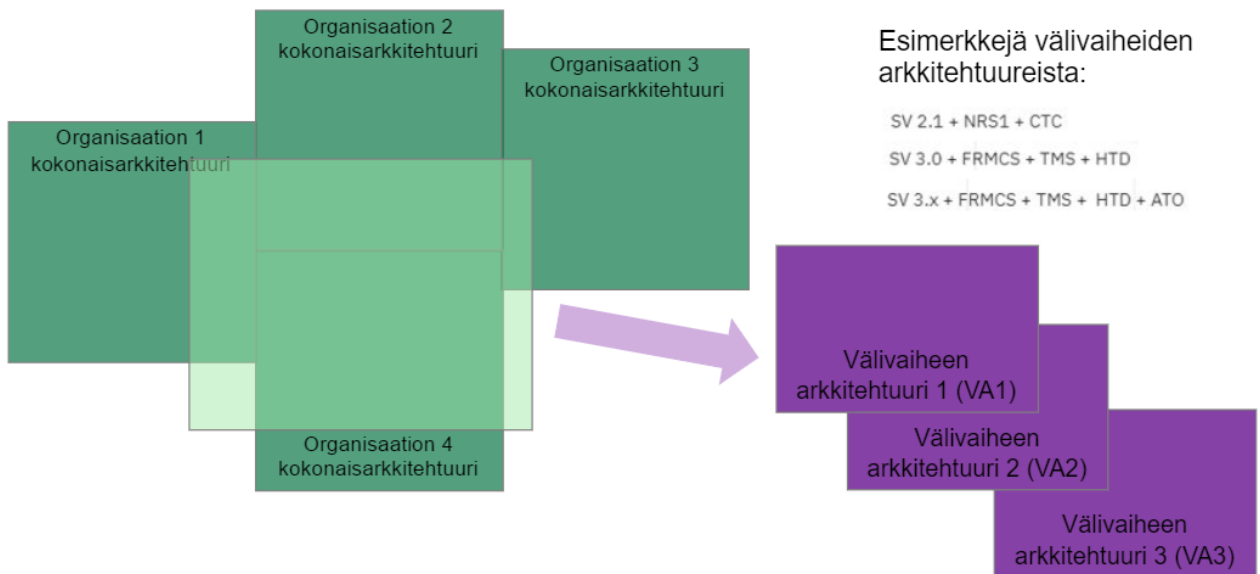 Organisaation 1
kokonaisarkkitehtuuri
Organisaation 2
kokonaisarkkitehtuuri
Organisaation 3
kokonaisarkkitehtuuri
Organisaation 4
kokonaisarkkitehtuuri
Esimerkkejä välivaiheiden
arkkitehtuureista:
SV 2.1 + NRS1 + CTC
SV 3.0 + FRMCS + TMS + HTD
SV 3.x + FRMCS + TMS + HTD + ATO
Välivaiheen
arkkitehtuuri 1 (VA1)
Välivaiheen
arkkitehtuuri 2 (VA2)
Välivaiheen
arkkitehtuuri 3 (VA3)